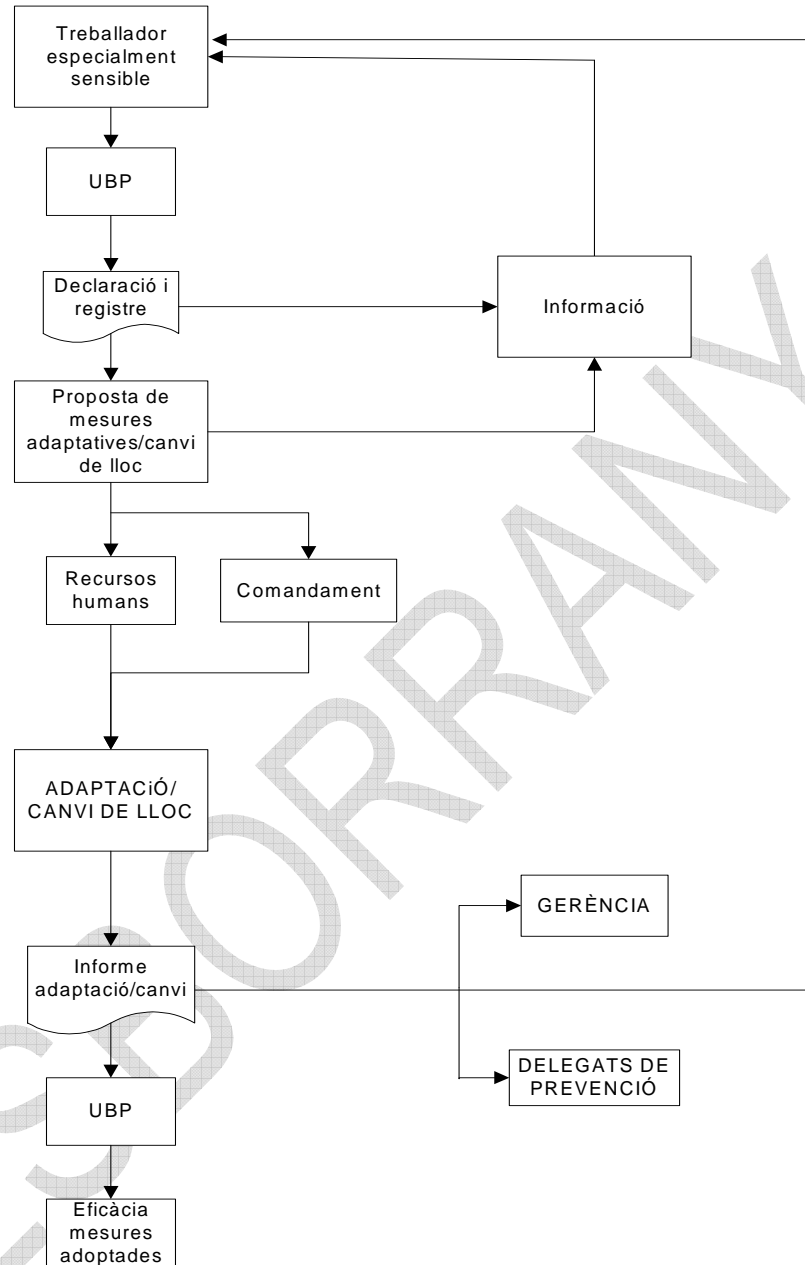 Treballador
especialment
sensible
UBP
Declaració i
registre
Informació
Proposta de
mesures
adaptatives/canvi
de lloc
Recursos
humans
Comandament
ADAPTACiÓ/
CANVI DE LLOC
GERÈNCIA
Informe
adaptació/canvi
DELEGATS DE
PREVENCIÓ
UBP
Eficàcia
mesures
adoptades
ESBORRANY